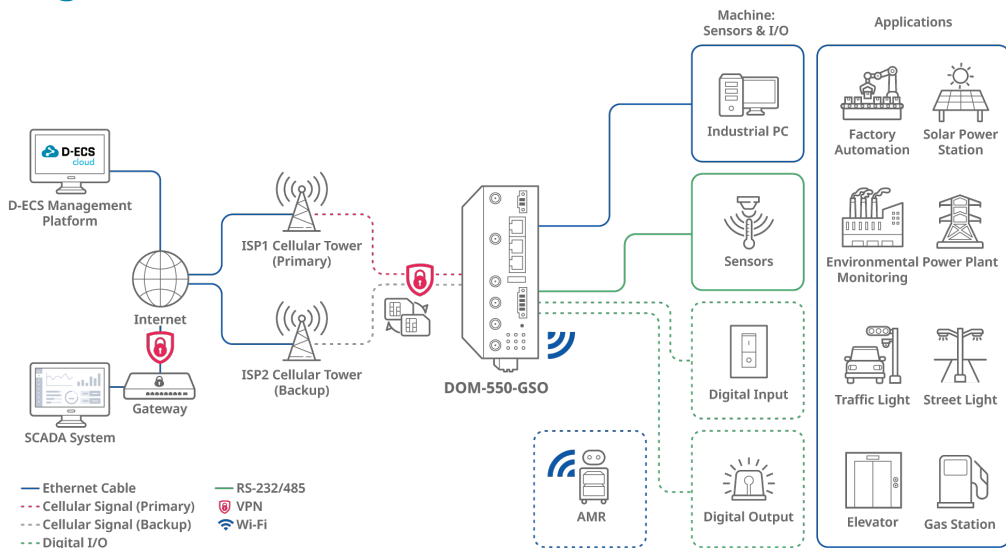 Machine:
Sensors & I/O
Applications
Industrial PC
Factory
Automation
Solar Power
Station
D-ECS
cloud
D-ECS Management
Platform
ISP1 Cellular Tower
(Primary)
Sensors
Environmental
Monitoring
Power Plant
Internet
ISP2 Cellular Tower
(Backup)
DOM-550-GSO
Digital Input
Traffic Light
Street Light
Gateway
SCADA System
AMR
Digital Output
Elevator
Gas Station
Ethernet Cable
Cellular Signal (Primary)
Cellular Signal (Backup)
Digital I/O
RS-232/485
VPN
Wi-Fi